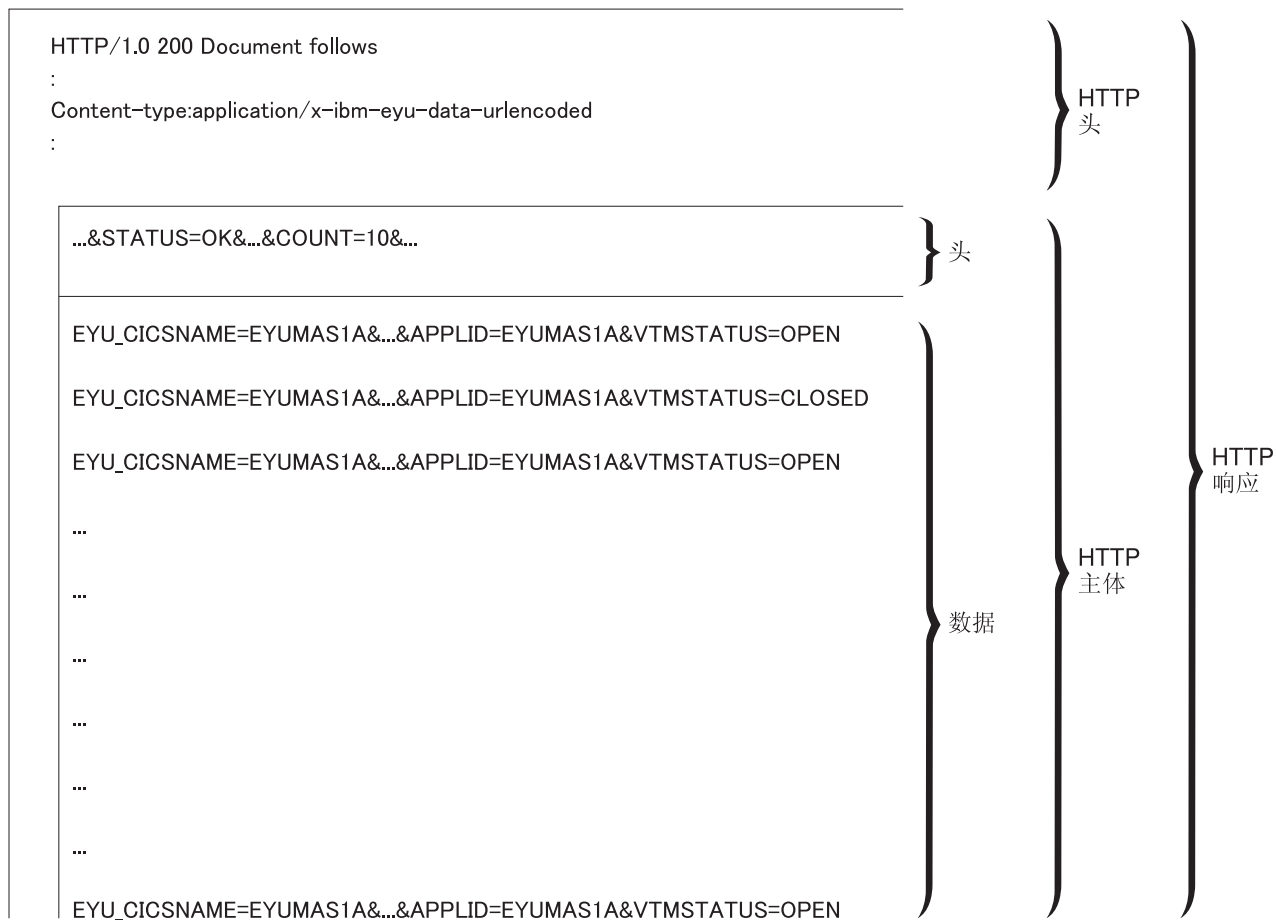 HTTP/1.0 200 Document follows
:
Content-type:application/x-ibm-eyu-data-urlencoded
:
HTTP
头
...&STATUS=OK&...&COUNT=10&...
头
EYU_CICSNAME=EYUMAS1A&...&APPLID=EYUMAS1A&VTMSTATUS=OPEN
EYU_CICSNAME=EYUMAS1A&...&APPLID=EYUMAS1A&VTMSTATUS=CLOSED
EYU_CICSNAME=EYUMAS1A&...&APPLID=EYUMAS1A&VTMSTATUS=OPEN
...
...
...
...
...
...
EYU_CICSNAME=EYUMAS1A&...&APPLID=EYUMAS1A&VTMSTATUS=OPEN
数据
HTTP
主体
HTTP
响应